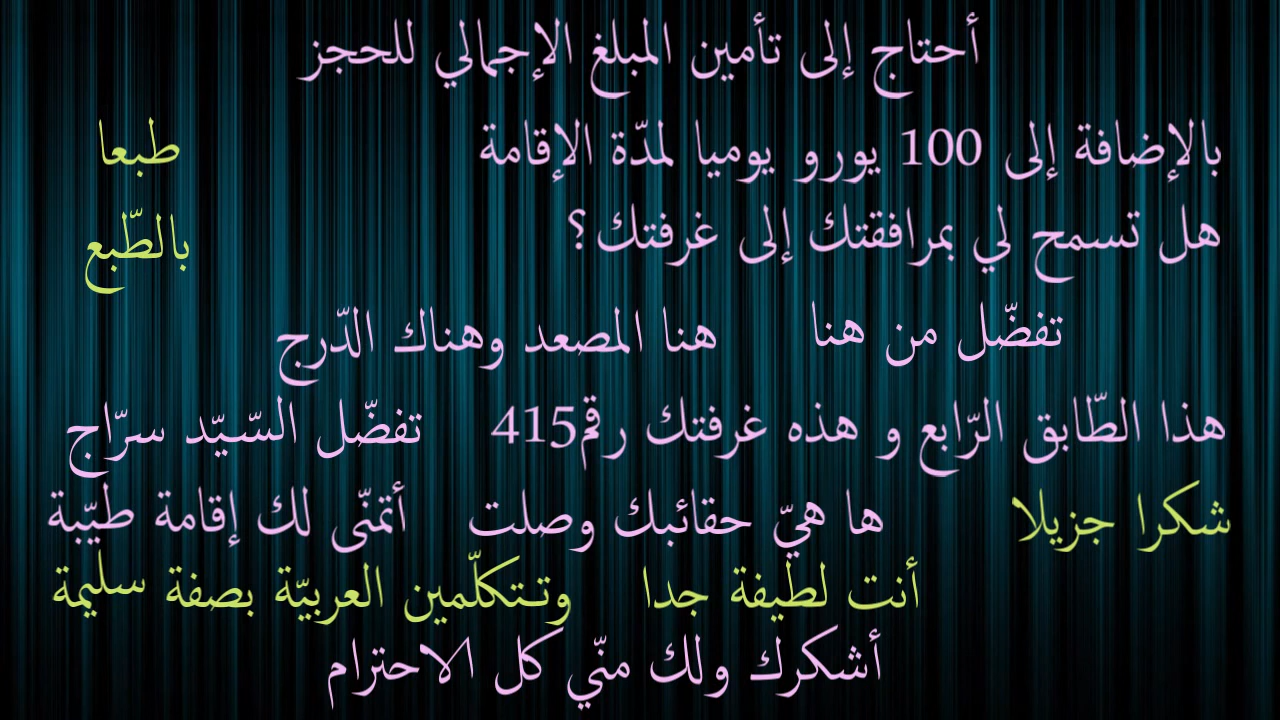 أحتاج إلى تأمين المبلغ الإجمالي للحجز
بالإضافة إلى 100 يورو يوميا لمدّة الإقامة طبعا
هل تسمح لي بمرافقتك إلى غرفتك ؟ بالطّبع
تفضّل من هنا هنا المصعد وهناك الدّرج
هذا الطّابق الرّابع و هذه غرفتك رقم415 تفضّل السّيّد سرّاج
شكرا جزيلا ها هيّ حقائبك وصلت أتمنّى لك إقامة طيّبة
أنت لطيفة جدا وتتكلّمين العربيّة بصفة سليمة
أشكرك ولك منّي كل الاحترام